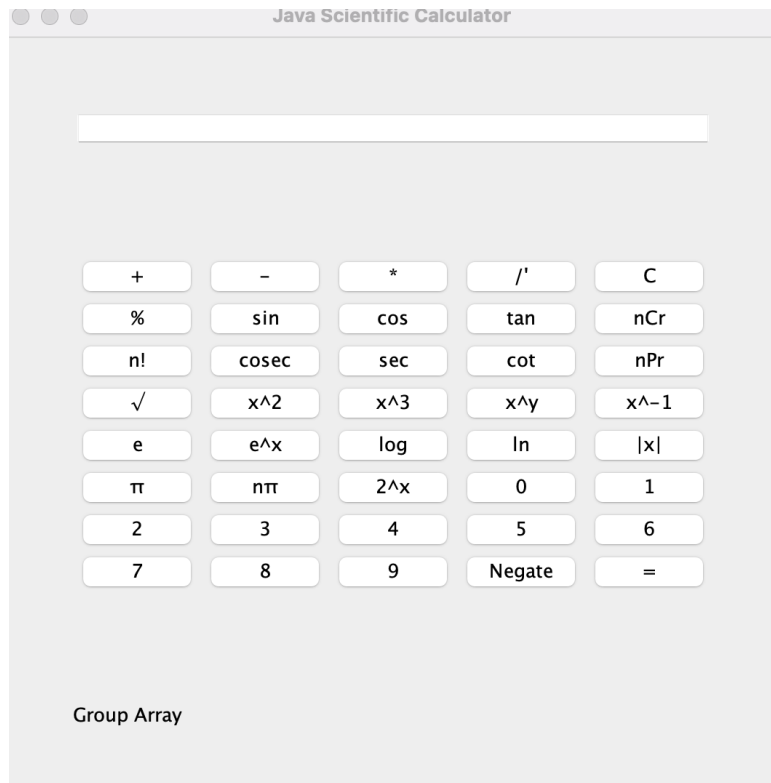 Java Scientific Calculator
+ - * /' C
% sin cos tan nCr
n! cosec sec cot nPr
√ x^2 x^3 x^y x^-1
e e^x log ln |x|
π nπ 2^x 0 1
2 3 4 5 6
7 8 9 Negate =
Group Array